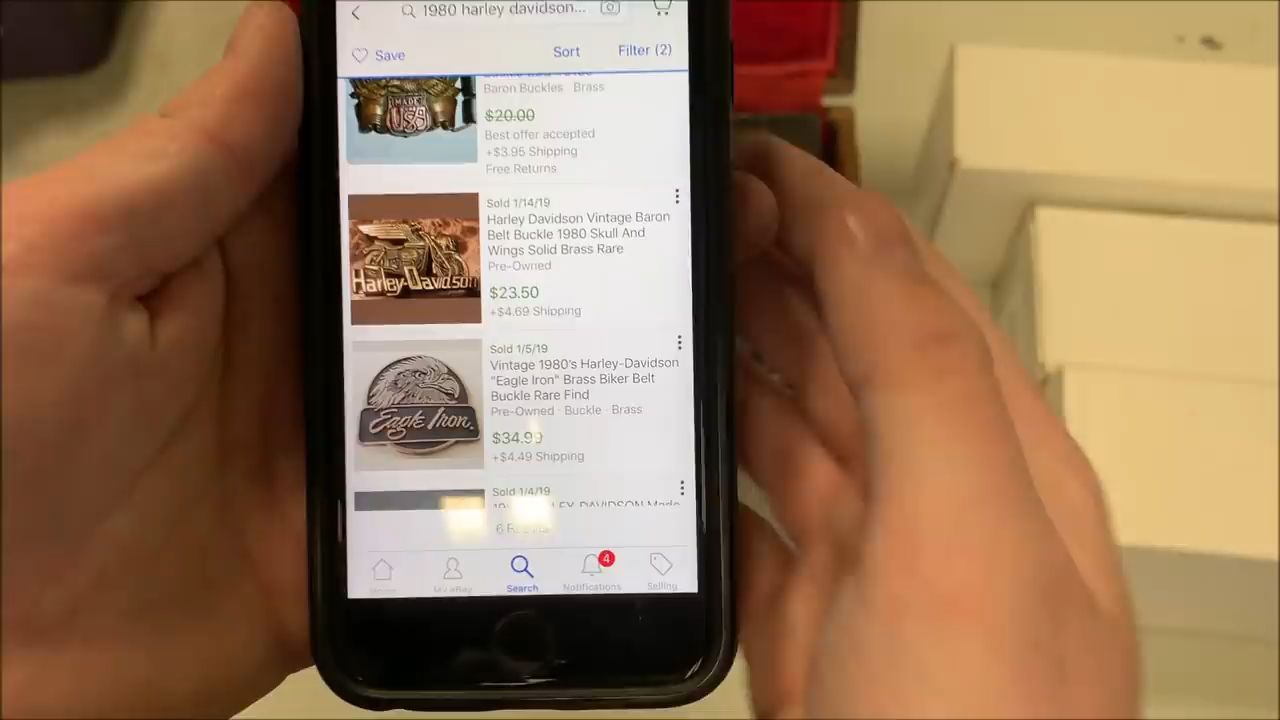 1980 harley davidson...
Save
Sort
Filter (2)
MADE
Baron Buckles Brass
$20.00
Best offer accepted
+$3.95 Shipping
Free Returns
Sold 1/14/19
Harley Davidson Vintage Baron
Belt Buckle 1980 Skull And
Wings Solid Brass Rare
Pre-Owned
$23.50
+$4.69 Shipping
Harley-Davidson
Sold 1/5/19
Vintage 1980's Harley-Davidson
"Eagle Iron" Brass Biker Belt
Buckle Rare Find
Pre-Owned · Buckle · Brass
$34.99
+$4.49 Shipping
Eagle Iron.
Sold 1/4/19
4
Search
Notifications
Selling